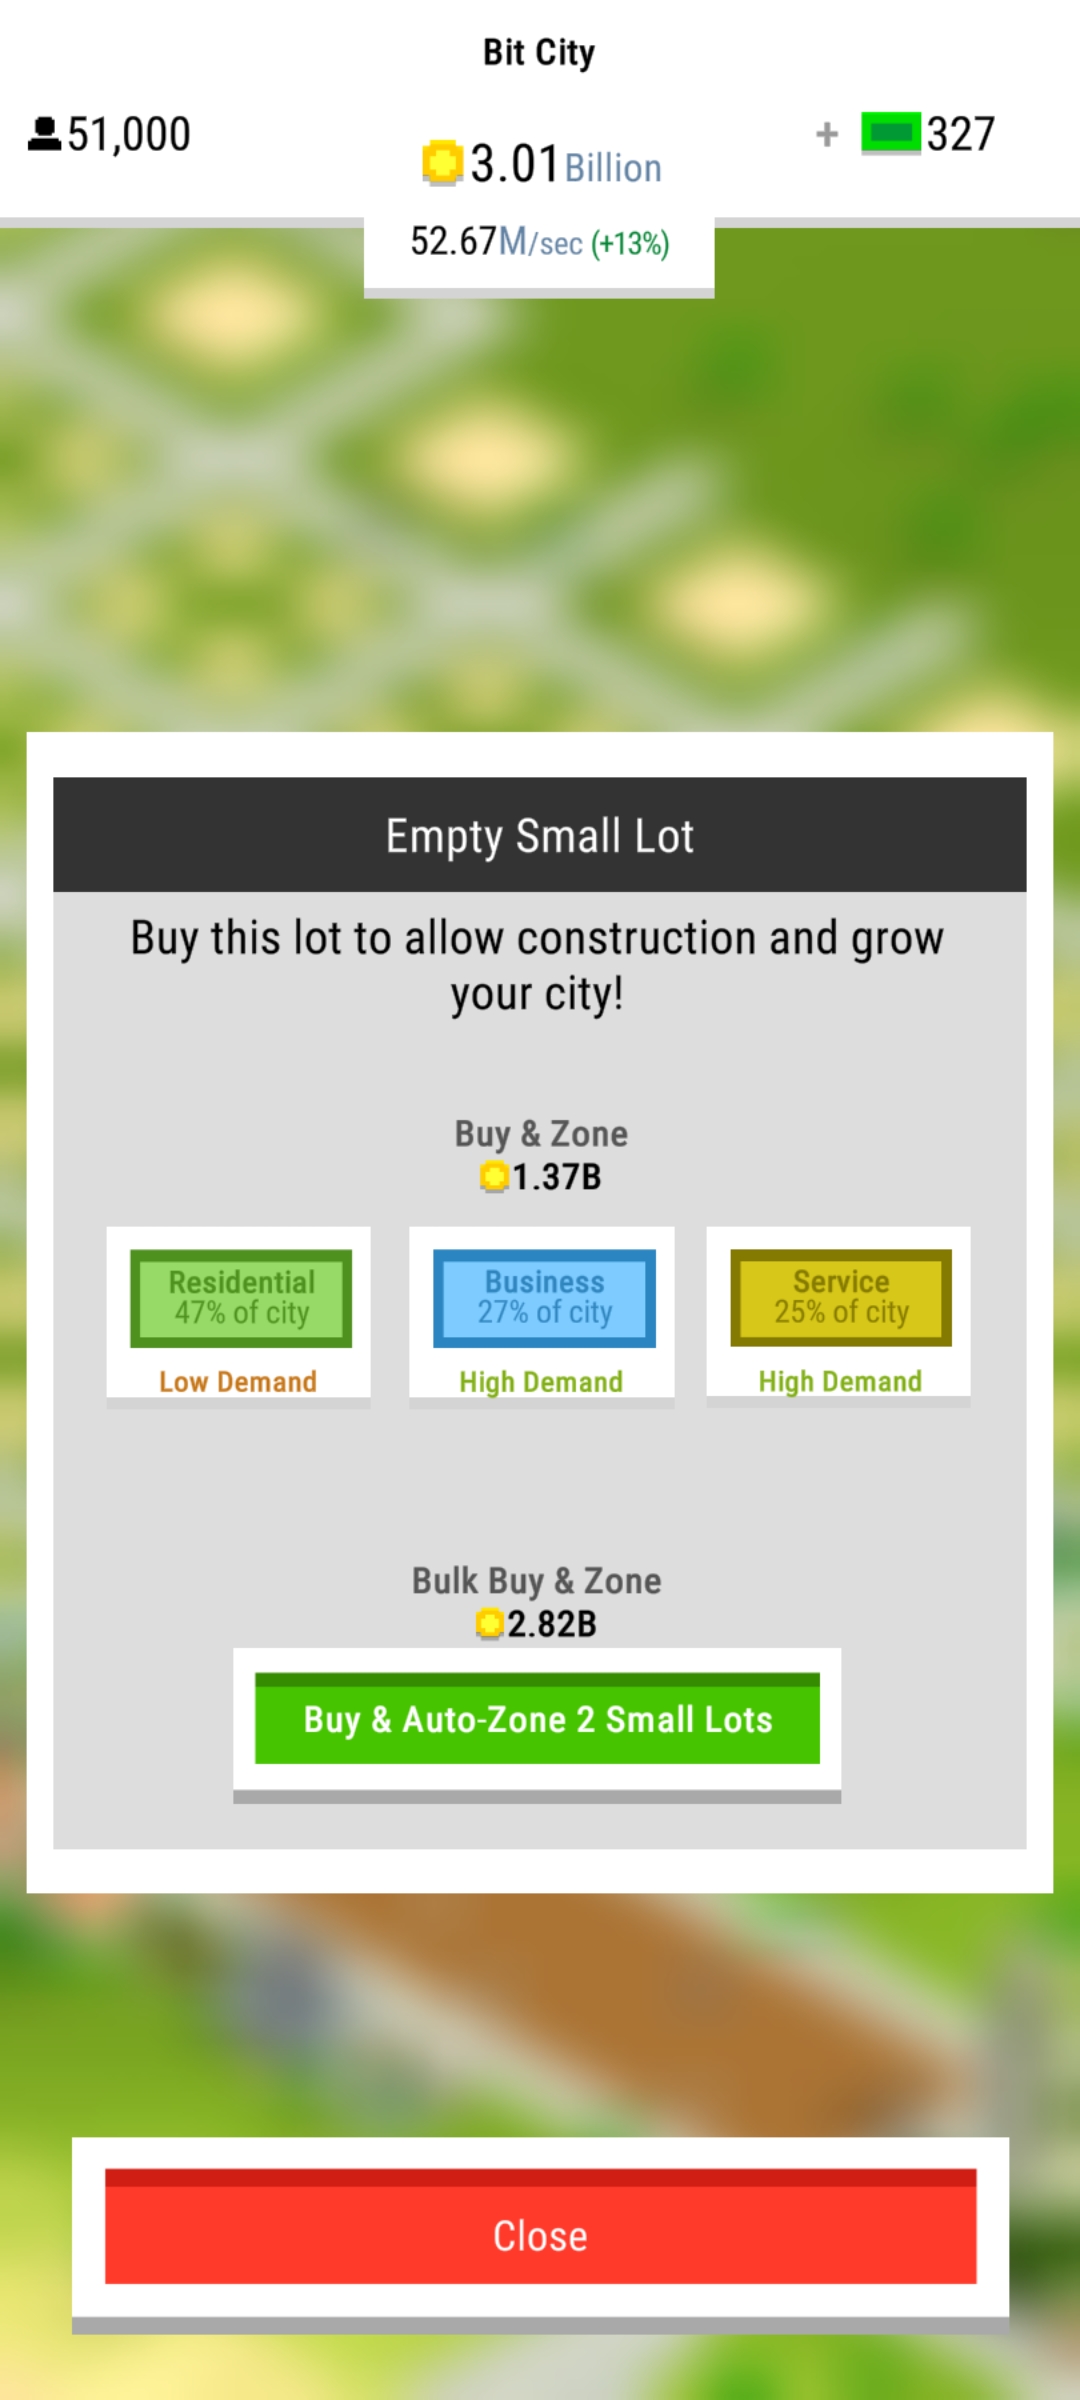 Bit City
51,000
3.01 Billion
+ 327
52.67M/sec (+13%)
Empty Small Lot
Buy this lot to allow construction and grow
your city!
Buy & Zone
1.37B
Residential
47% of city
Low Demand
Business
27% of city
High Demand
Service
25% of city
High Demand
Bulk Buy & Zone
2.82B
Buy & Auto-Zone 2 Small Lots
Close